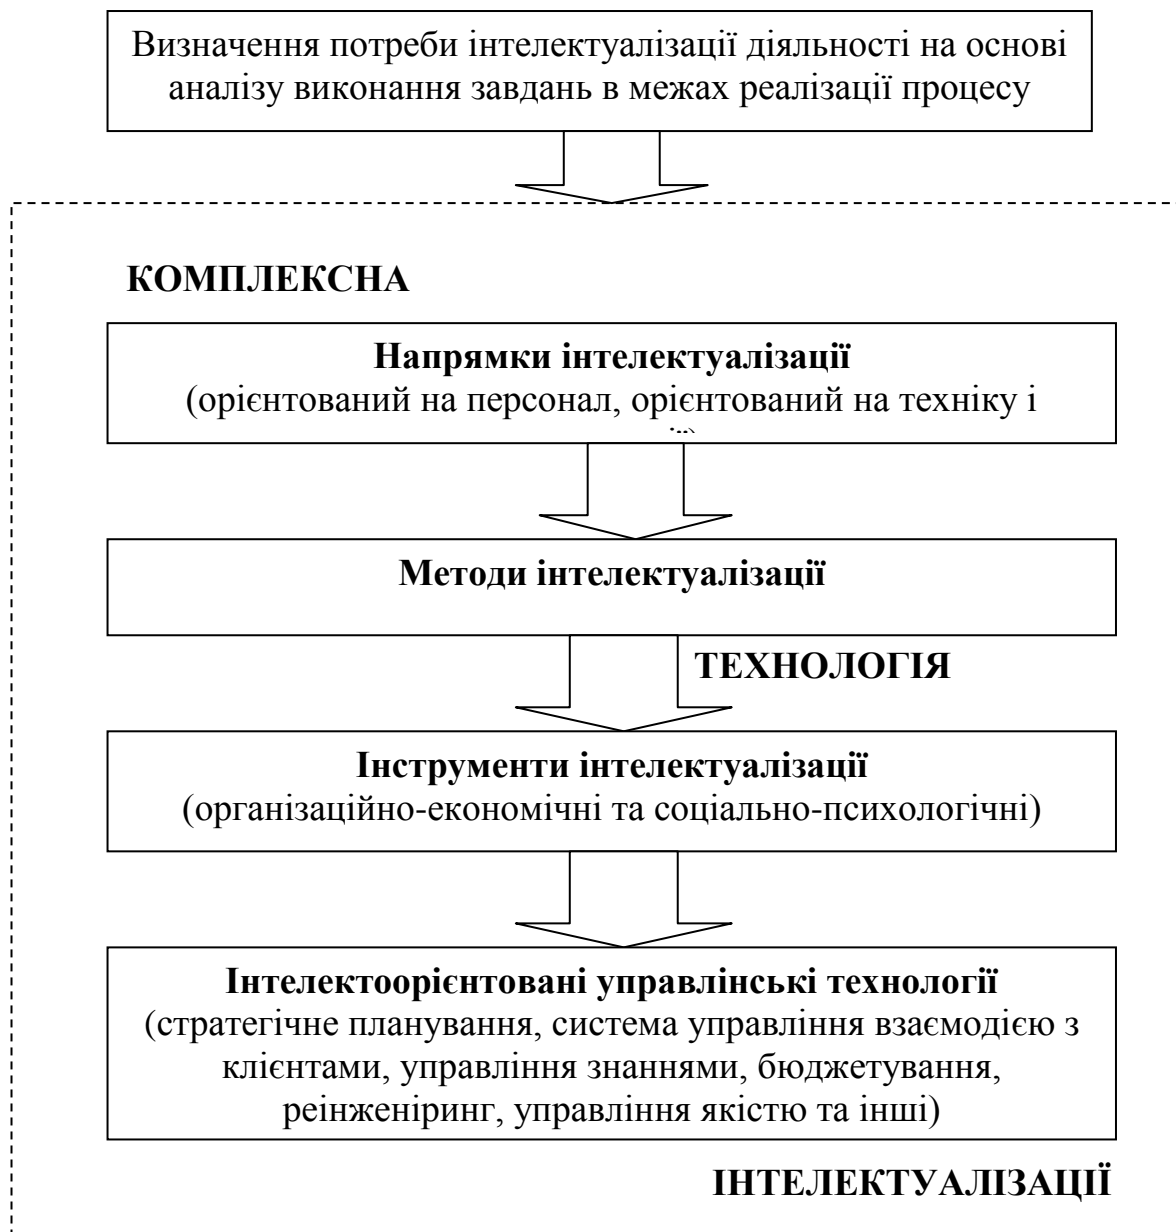 Визначення потреби інтелектуалізації діяльності на основі
аналізу виконання завдань в межах реалізації процесу
КОМПЛЕКСНА
Напрямки інтелектуалізації
(орієнтований на персонал, орієнтований на техніку і
Методи інтелектуалізації
ТЕХНОЛОГІЯ
Інструменти інтелектуалізації
(організаційно-економічні та соціально-психологічні)
Інтелектоорієнтовані управлінські технології
(стратегічне планування, система управління взаємодією з
клієнтами, управління знаннями, бюджетування,
реінженіринг, управління якістю та інші)
ІНТЕЛЕКТУАЛІЗАЦІЇ